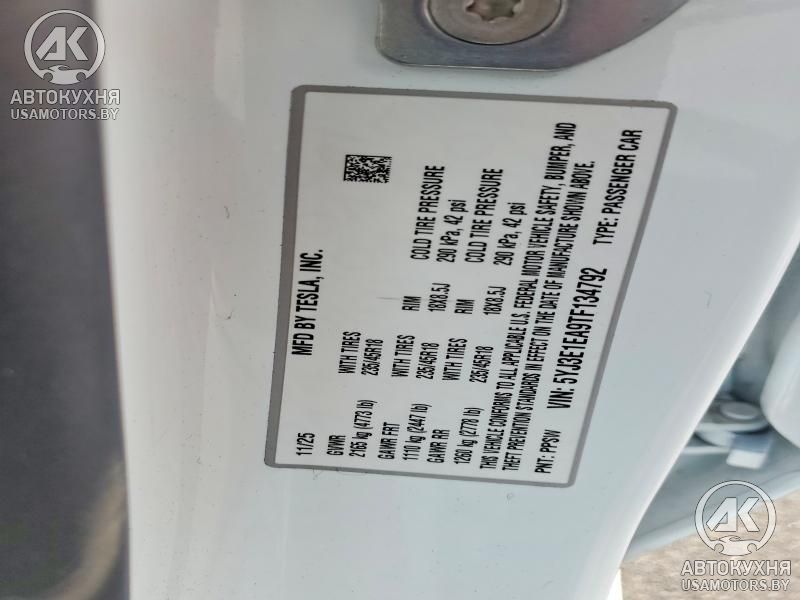 AK
АВТОКУХНЯ
USAMOTORS.BY
MFD BY TESLA, INC.
11/25
GVWR WITH TIRES
2165 kg (4773 lb) 235/45R18
GAWR FRT WITH TIRES RIM COLD TIRE PRESSURE
1110 kg (2447 lb) 235/45R18 18X8.5J 290 kPa, 42 psi
GAWR RR WITH TIRES RIM COLD TIRE PRESSURE
1260 kg (2778 lb) 235/45R18 18X8.5J 290 kPa, 42 psi
THIS VEHICLE CONFORMS TO ALL APPLICABLE U.S. FEDERAL MOTOR VEHICLE SAFETY, BUMPER, AND
THEFT PREVENTION STANDARDS IN EFFECT ON THE DATE OF MANUFACTURE SHOWN ABOVE.
PNT: PPSW VIN: 5YJ3E1EA9TF134792 TYPE: PASSENGER CAR
AK
АВТОКУХНЯ
USAMOTORS.BY